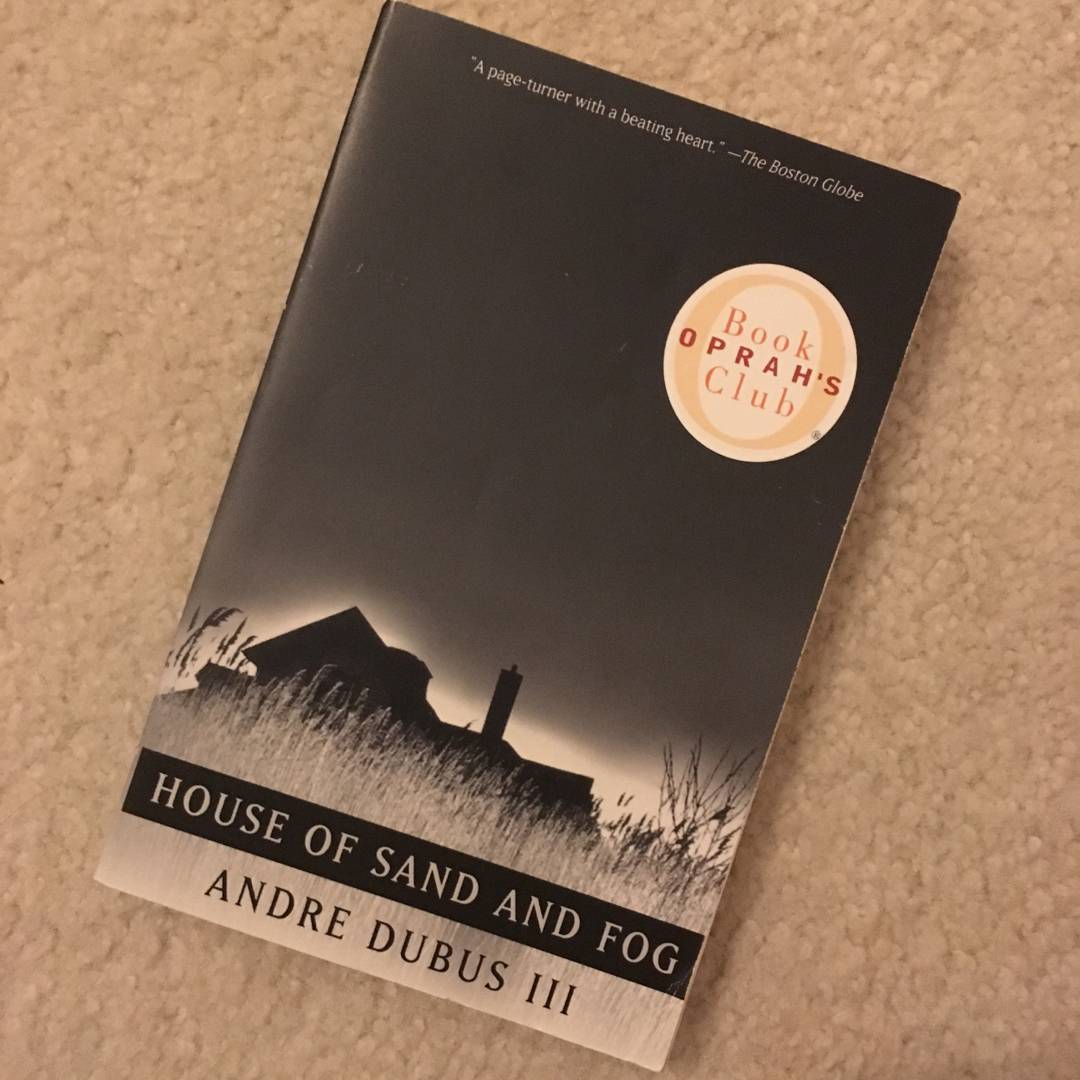 "A page-turner with a beating heart." —The Boston Globe
Book
OPRAH'S
Club
®
HOUSE OF SAND AND FOG
ANDRE DUBUS III